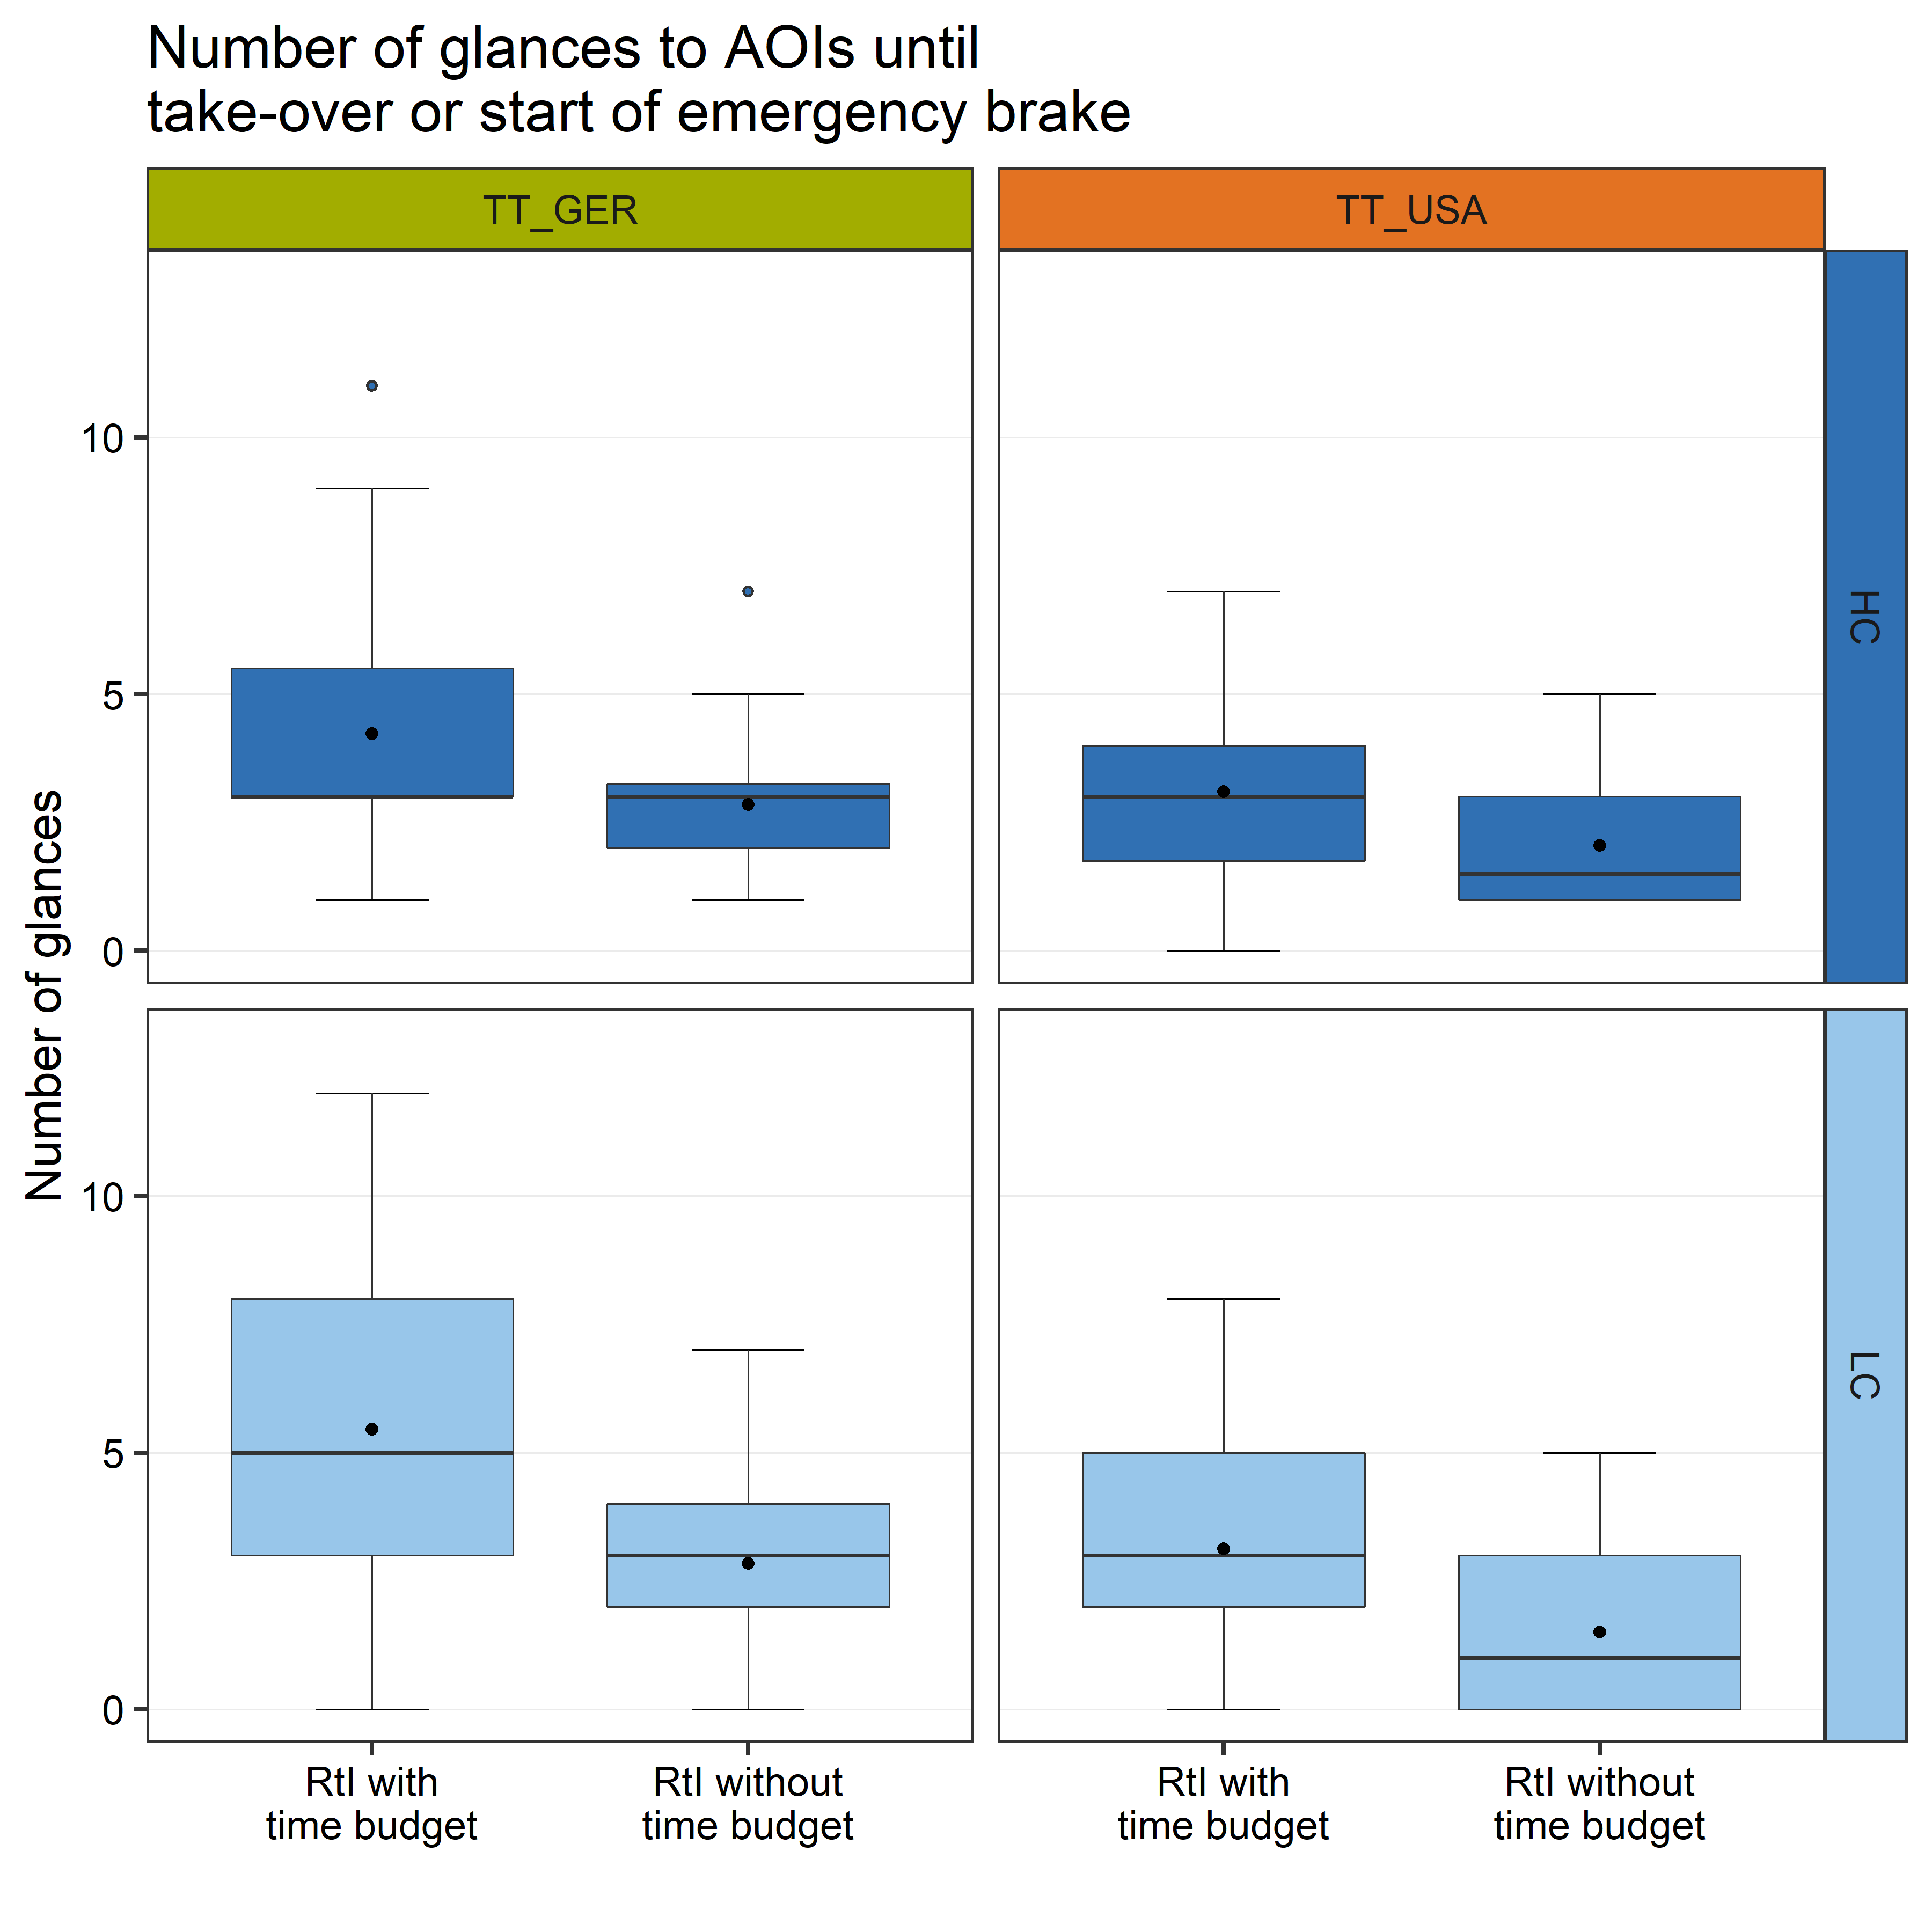 Number of glances to AOIs until
take-over or start of emergency brake
TT_GER
TT_USA
HC
10
5
0
Number of glances
LC
10
5
0
RtI with
time budget
RtI without
time budget
RtI with
time budget
RtI without
time budget